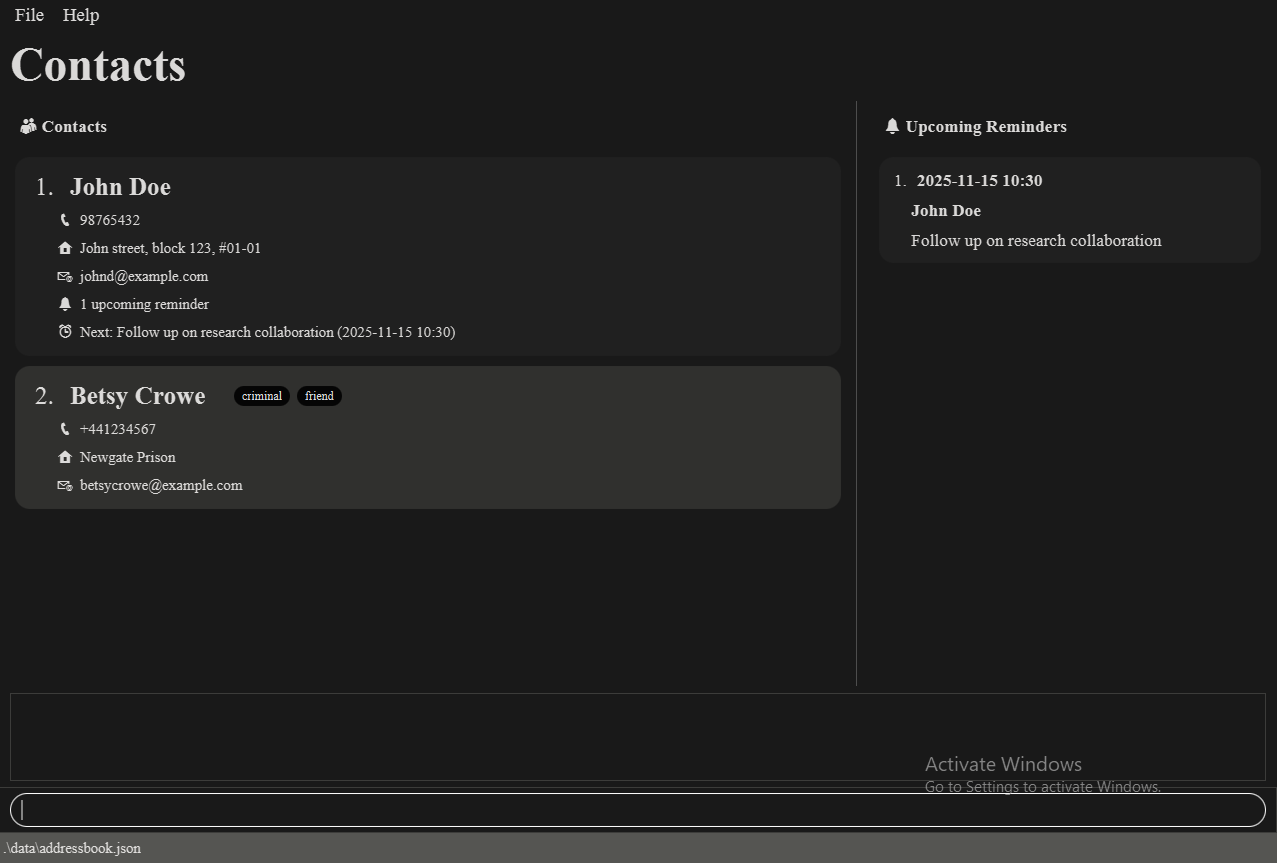 File Help
Contacts
Contacts
1. John Doe
98765432
John street, block 123, #01-01
johnd@example.com
1 upcoming reminder
Next: Follow up on research collaboration (2025-11-15 10:30)
2. Betsy Crowe criminal friend
+441234567
Newgate Prison
betsycrowe@example.com
Upcoming Reminders
1. 2025-11-15 10:30
John Doe
Follow up on research collaboration
Activate Windows
Go to Settings to activate Windows.
.\data\addressbook.json